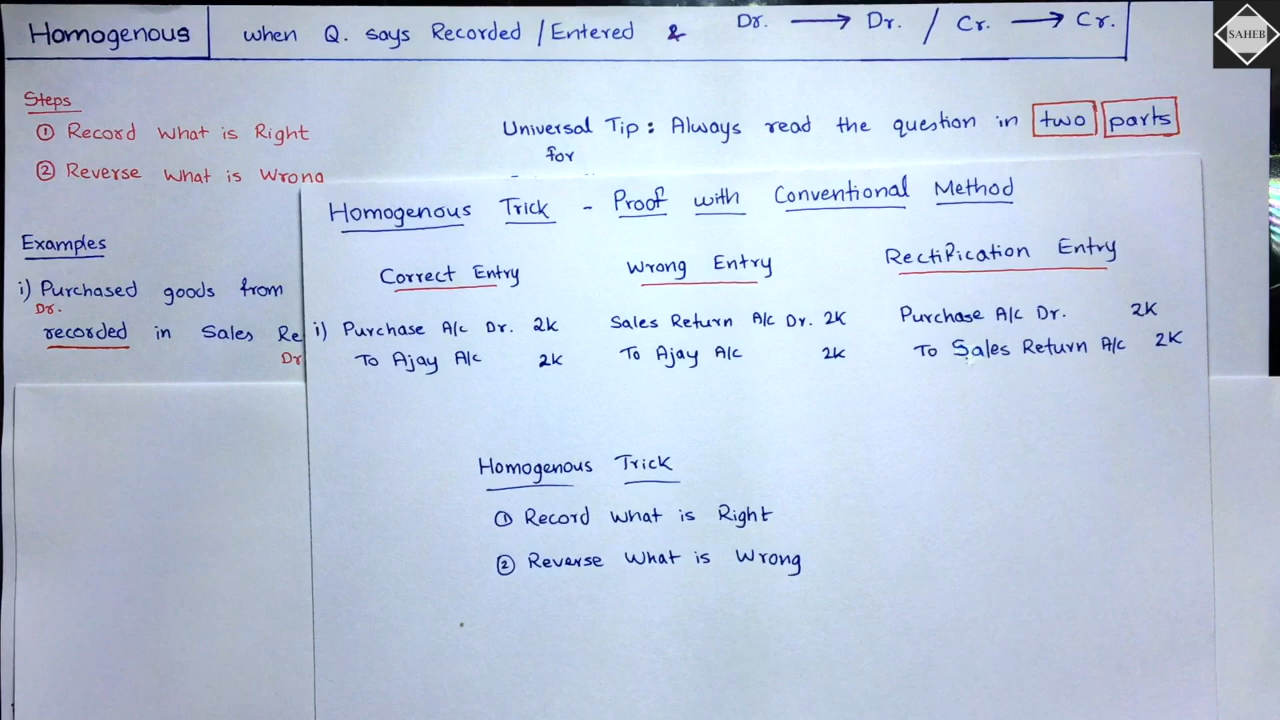 Homogenous when Q. says Recorded / Entered & Dr. → Dr. / Cr. → Cr.
SAHEB
Steps
① Record What is Right
② Reverse What is Wrong
Universal Tip : Always read the question in two parts
for
Homogenous Trick - Proof with Conventional Method
Correct Entry Wrong Entry Rectification Entry
Examples
i) Purchased goods from
Dr.
recorded in Sales Re
Dr
i) Purchase A/c Dr. 2K Sales Return A/c Dr. 2K Purchase A/c Dr. 2K
To Ajay A/c 2K To Ajay A/c 2K To Sales Return A/c 2K
Homogenous Trick
① Record What is Right
② Reverse What is Wrong